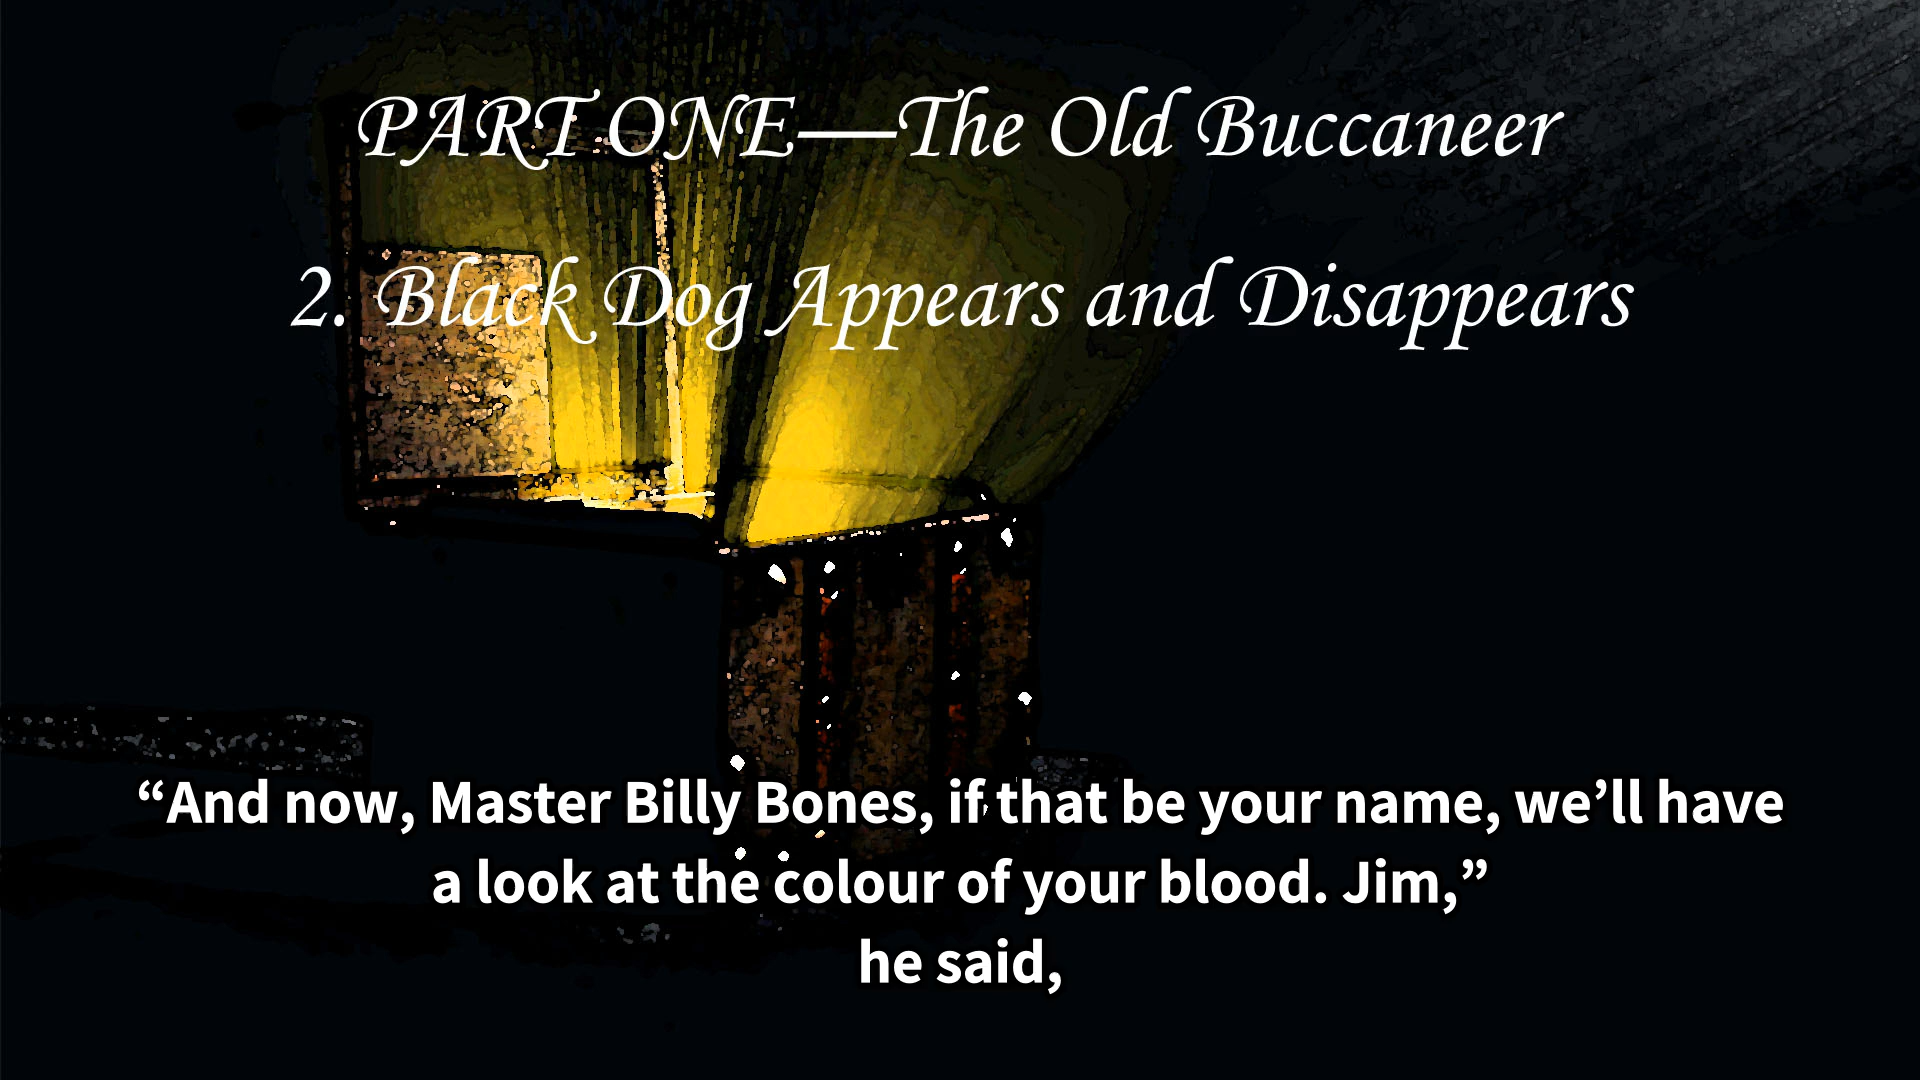 PART ONE—The Old Buccaneer
2. Black Dog Appears and Disappears
“And now, Master Billy Bones, if that be your name, we’ll have
a look at the colour of your blood. Jim,”
he said,